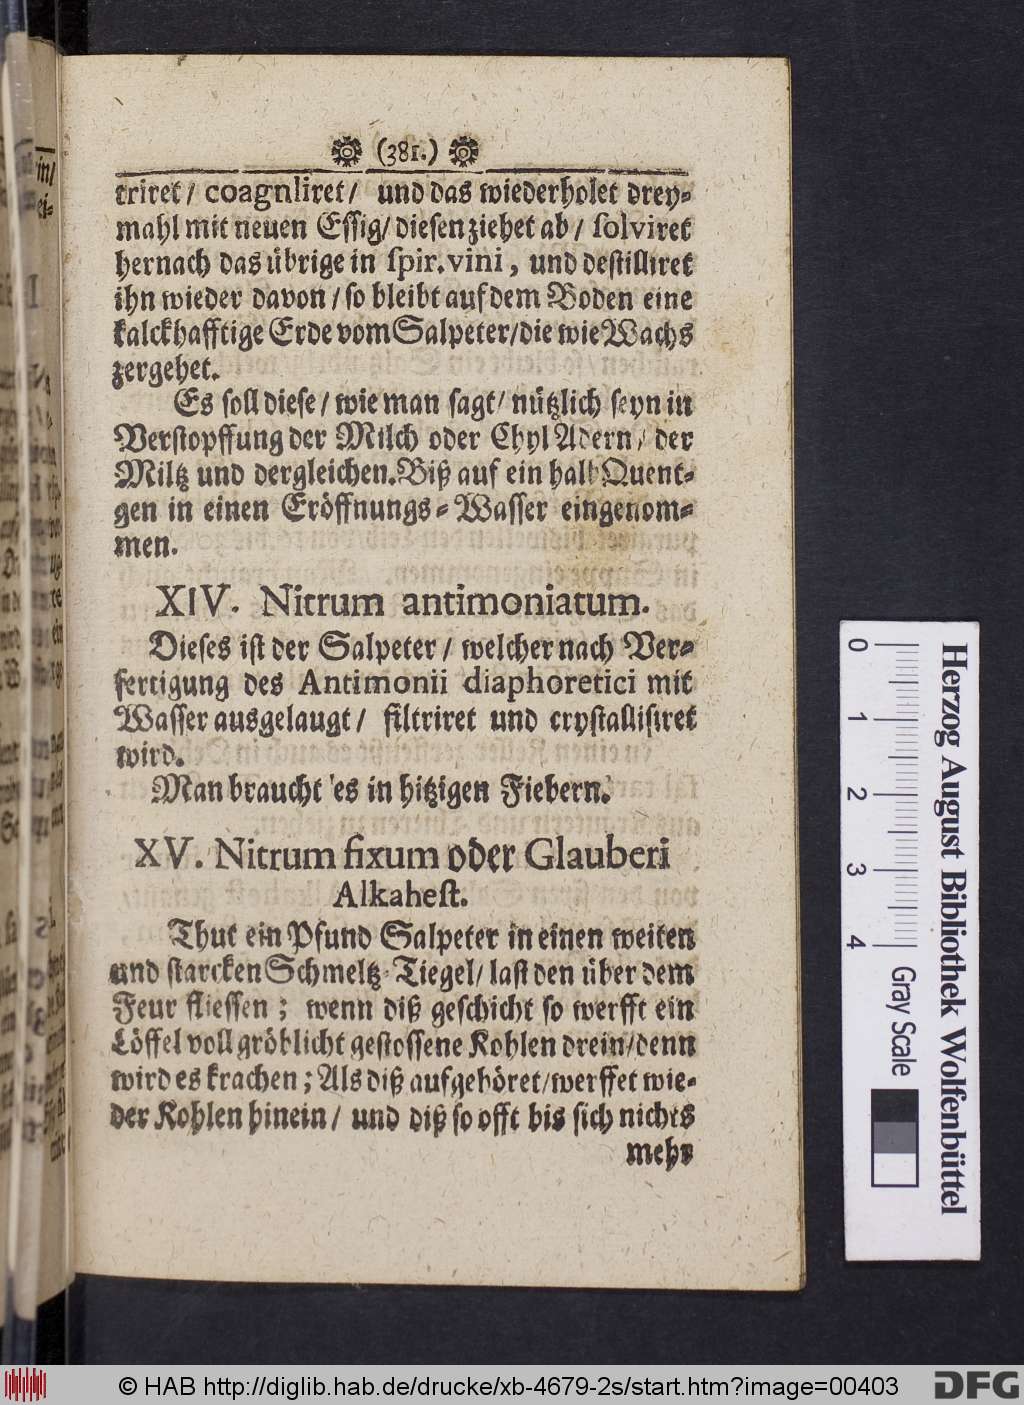 (381.)
triret / coagnliret / und das wiederholet drey-
mahl mit neuen Essig / diesen ziehet ab / solviret
hernach das übrige in spir. vini, und destilliret
ihn wieder davon / so bleibt auf dem Boden eine
kalckhafftige Erde vom Salpeter / die wie Wachs
zergehet.
Es soll diese / wie man sagt / nützlich seyn in
Verstopffung der Milch oder Chyl Adern / der
Miltz und dergleichen. Biß auf ein halb Quent-
gen in einen Eröffnungs-Wasser eingenom-
men.
XIV. Nitrum antimoniatum.
Dieses ist der Salpeter / welcher nach Ver-
fertigung des Antimonii diaphoretici mit
Wasser ausgelaugt / filtriret und crystallisiret
wird.
Man braucht es in hitzigen Fiebern.
XV. Nitrum fixum oder Glauberi
Alkahest.
Thut ein Pfund Salpeter in einen weiten
und starcken Schmeltz-Tiegel / last den über dem
Feur fliessen; wenn diß geschicht so werfft ein
Löffel voll gröblicht gestossene Kohlen drein / denn
wird es krachen; Als diß aufgehöret / werffet wie-
der Kohlen hinein / und diß so offt bis sich nichts
mehr
0 1 2 3 4
Gray Scale
Herzog August Bibliothek Wolfenbüttel
© HAB http://diglib.hab.de/drucke/xb-4679-2s/start.htm?image=00403
DFG